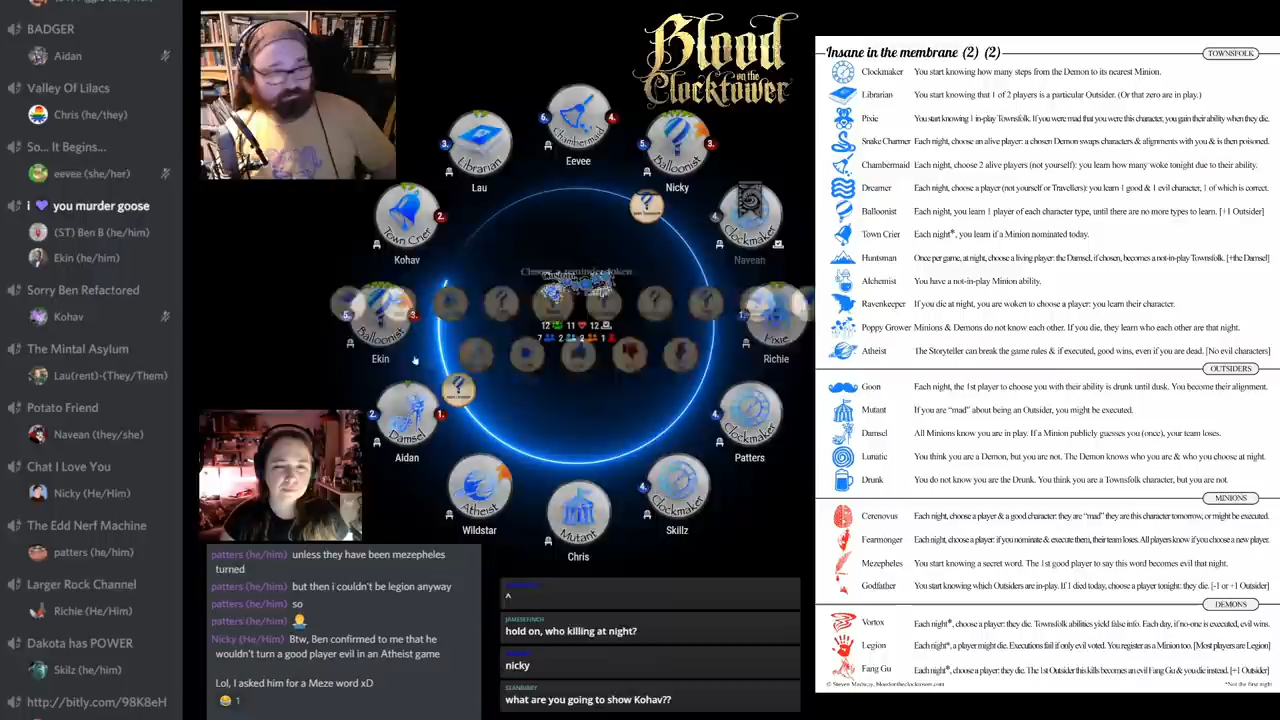 BADGER
Aidan
Valley Of Lilacs
Chris (he/they)
So... It Begins...
eevee (she/her)
i 💜 you murder goose
(ST) Ben B (he/him)
Ekin (he/him)
Sorry Ben Refactored
Kohav
The Mintal Asylum
Lau(rent)-(They/Them)
Potato Friend
Navean (they/she)
Chat I Love You
Nicky (He/Him)
The Edd Nerf Machine
patters (he/him)
Larger Rock Channel
Richie (He/Him)
Dakota's TOWER
Skilz (he/him)
http://bitly.com/98K8eH
Blood
on the
Clocktower
Librarian
Lau
Chambermaid
Eevee
Balloonist
Nicky
Town Crier
Kohav
Clockmaker
Navean
Balloonist
Ekin
Pixie
Richie
Damsel
Aidan
Clockmaker
Patters
Atheist
Wildstar
Mutant
Chris
Clockmaker
Skillz
Choose a reminder token
12 11 12
7 2 2 1
patters (he/him) unless they have been mezepheles
turned
patters (he/him) but then i couldn't be legion anyway
patters (he/him) so
patters (he/him)
Nicky (He/Him) Btw, Ben confirmed to me that he
wouldn't turn a good player evil in an Atheist game
Lol, I asked him for a Meze word xD
😂 1
^
hold on, who killing at night?
nicky
what are you going to show Kohav??
Insane in the membrane (2) (2)
TOWNSFOLK
Clockmaker You start knowing how many steps from the Demon to its nearest Minion.
Librarian You start knowing that 1 of 2 players is a particular Outsider. (Or that zero are in play.)
Pixie You start knowing 1 in-play Townsfolk. If you were mad that you were this character, you gain their ability when they die.
Snake Charmer Each night, choose an alive player: a chosen Demon swaps characters & alignments with you & is then poisoned.
Chambermaid Each night, choose 2 alive players (not yourself): you learn how many woke tonight due to their ability.
Dreamer Each night, choose a player (not yourself or Travellers): you learn 1 good & 1 evil character, 1 of which is correct.
Balloonist Each night, you learn 1 player of each character type, until there are no more types to learn. [+1 Outsider]
Town Crier Each night*, you learn if a Minion nominated today.
Huntsman Once per game, at night, choose a living player: the Damsel, if chosen, becomes a not-in-play Townsfolk. [+the Damsel]
Alchemist You have a not-in-play Minion ability.
Ravenkeeper If you die at night, you are woken to choose a player: you learn their character.
Poppy Grower Minions & Demons do not know each other. If you die, they learn who each other are that night.
Atheist The Storyteller can break the game rules & if executed, good wins, even if you are dead. [No evil characters]
OUTSIDERS
Goon Each night, the 1st player to choose you with their ability is drunk until dusk. You become their alignment.
Mutant If you are “mad” about being an Outsider, you might be executed.
Damsel All Minions know you are in play. If a Minion publicly guesses you (once), your team loses.
Lunatic You think you are a Demon, but you are not. The Demon knows who you are & who you choose at night.
Drunk You do not know you are the Drunk. You think you are a Townsfolk character, but you are not.
MINIONS
Cerenovus Each night, choose a player & a good character: they are “mad” they are this character tomorrow, or might be executed.
Fearmonger Each night, choose a player: if you nominate & execute them, their team loses. All players know if you choose a new player.
Mezepheles You start knowing a secret word. The 1st good player to say this word becomes evil that night.
Godfather You start knowing which Outsiders are in-play. If 1 died today, choose a player tonight: they die. [-1 or +1 Outsider]
DEMONS
Vortox Each night*, choose a player: they die. Townsfolk abilities yield false info. Each day, if no-one is executed, evil wins.
Legion Each night*, a player might die. Executions fail if only evil voted. You register as a Minion too. [Most players are Legion]
Fang Gu Each night*, choose a player: they die. The 1st Outsider this kills becomes an evil Fang Gu & you die instead. [+1 Outsider]
© Steven Medway, bloodontheclocktower.com
*Not the first night